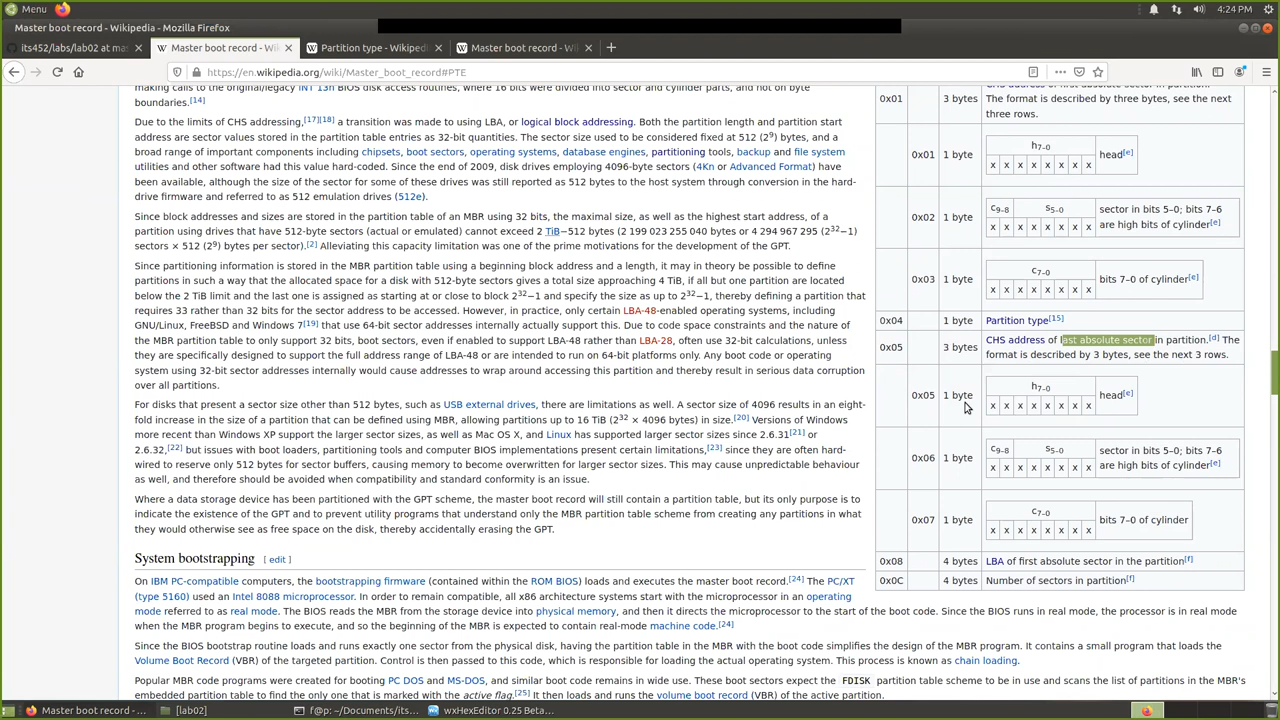 Menu
4:24 PM
Master boot record - Wikipedia - Mozilla Firefox
its452/labs/lab02 at mas
Master boot record - Wik
Partition type - Wikiped
Master boot record - Wik
https://en.wikipedia.org/wiki/Master_boot_record#PTE
making calls to the original/legacy INT 13h BIOS disk access routines, where 16 bits were divided into sector and cylinder parts, and not on byte
boundaries.[14]
Due to the limits of CHS addressing,[17][18] a transition was made to using LBA, or logical block addressing. Both the partition length and partition start
address are sector values stored in the partition table entries as 32-bit quantities. The sector size used to be considered fixed at 512 (2⁹) bytes, and a
broad range of important components including chipsets, boot sectors, operating systems, database engines, partitioning tools, backup and file system
utilities and other software had this value hard-coded. Since the end of 2009, disk drives employing 4096-byte sectors (4Kn or Advanced Format) have
been available, although the size of the sector for some of these drives was still reported as 512 bytes to the host system through conversion in the hard-
drive firmware and referred to as 512 emulation drives (512e).
Since block addresses and sizes are stored in the partition table of an MBR using 32 bits, the maximal size, as well as the highest start address, of a
partition using drives that have 512-byte sectors (actual or emulated) cannot exceed 2 TiB−512 bytes (2 199 023 255 040 bytes or 4 294 967 295 (2³²−1)
sectors × 512 (2⁹) bytes per sector).[2] Alleviating this capacity limitation was one of the prime motivations for the development of the GPT.
Since partitioning information is stored in the MBR partition table using a beginning block address and a length, it may in theory be possible to define
partitions in such a way that the allocated space for a disk with 512-byte sectors gives a total size approaching 4 TiB, if all but one partition are located
below the 2 TiB limit and the last one is assigned as starting at or close to block 2³²−1 and specify the size as up to 2³²−1, thereby defining a partition that
requires 33 rather than 32 bits for the sector address to be accessed. However, in practice, only certain LBA-48-enabled operating systems, including
GNU/Linux, FreeBSD and Windows 7[19] that use 64-bit sector addresses internally actually support this. Due to code space constraints and the nature of
the MBR partition table to only support 32 bits, boot sectors, even if enabled to support LBA-48 rather than LBA-28, often use 32-bit calculations, unless
they are specifically designed to support the full address range of LBA-48 or are intended to run on 64-bit platforms only. Any boot code or operating
system using 32-bit sector addresses internally would cause addresses to wrap around accessing this partition and thereby result in serious data corruption
over all partitions.
For disks that present a sector size other than 512 bytes, such as USB external drives, there are limitations as well. A sector size of 4096 results in an eight-
fold increase in the size of a partition that can be defined using MBR, allowing partitions up to 16 TiB (2³² × 4096 bytes) in size.[20] Versions of Windows
more recent than Windows XP support the larger sector sizes, as well as Mac OS X, and Linux has supported larger sector sizes since 2.6.31[21] or
2.6.32,[22] but issues with boot loaders, partitioning tools and computer BIOS implementations present certain limitations,[23] since they are often hard-
wired to reserve only 512 bytes for sector buffers, causing memory to become overwritten for larger sector sizes. This may cause unpredictable behaviour
as well, and therefore should be avoided when compatibility and standard conformity is an issue.
Where a data storage device has been partitioned with the GPT scheme, the master boot record will still contain a partition table, but its only purpose is to
indicate the existence of the GPT and to prevent utility programs that understand only the MBR partition table scheme from creating any partitions in what
they would otherwise see as free space on the disk, thereby accidentally erasing the GPT.
0x01 3 bytes The format is described by three bytes, see the next
three rows.
0x01 1 byte h₇₋₀ x x x x x x x x head[e]
0x02 1 byte c₉₋₈ s₅₋₀ x x x x x x x x sector in bits 5–0; bits 7–6
are high bits of cylinder[e]
0x03 1 byte c₇₋₀ x x x x x x x x bits 7–0 of cylinder[e]
0x04 1 byte Partition type[15]
0x05 3 bytes CHS address of last absolute sector in partition.[d] The
format is described by 3 bytes, see the next 3 rows.
0x05 1 byte h₇₋₀ x x x x x x x x head[e]
0x06 1 byte c₉₋₈ s₅₋₀ x x x x x x x x sector in bits 5–0; bits 7–6
are high bits of cylinder[e]
0x07 1 byte c₇₋₀ x x x x x x x x bits 7–0 of cylinder
0x08 4 bytes LBA of first absolute sector in the partition[f]
0x0C 4 bytes Number of sectors in partition[f]
System bootstrapping [ edit ]
On IBM PC-compatible computers, the bootstrapping firmware (contained within the ROM BIOS) loads and executes the master boot record.[24] The PC/XT
(type 5160) used an Intel 8088 microprocessor. In order to remain compatible, all x86 architecture systems start with the microprocessor in an operating
mode referred to as real mode. The BIOS reads the MBR from the storage device into physical memory, and then it directs the microprocessor to the start of the boot code. Since the BIOS runs in real mode, the processor is in real mode
when the MBR program begins to execute, and so the beginning of the MBR is expected to contain real-mode machine code.[24]
Since the BIOS bootstrap routine loads and runs exactly one sector from the physical disk, having the partition table in the MBR with the boot code simplifies the design of the MBR program. It contains a small program that loads the
Volume Boot Record (VBR) of the targeted partition. Control is then passed to this code, which is responsible for loading the actual operating system. This process is known as chain loading.
Popular MBR code programs were created for booting PC DOS and MS-DOS, and similar boot code remains in wide use. These boot sectors expect the FDISK partition table scheme to be in use and scans the list of partitions in the MBR's
embedded partition table to find the only one that is marked with the active flag.[25] It then loads and runs the volume boot record (VBR) of the active partition.
Master boot record - ...
[lab02]
f@p: ~/Documents/its...
wxHexEditor 0.25 Beta...